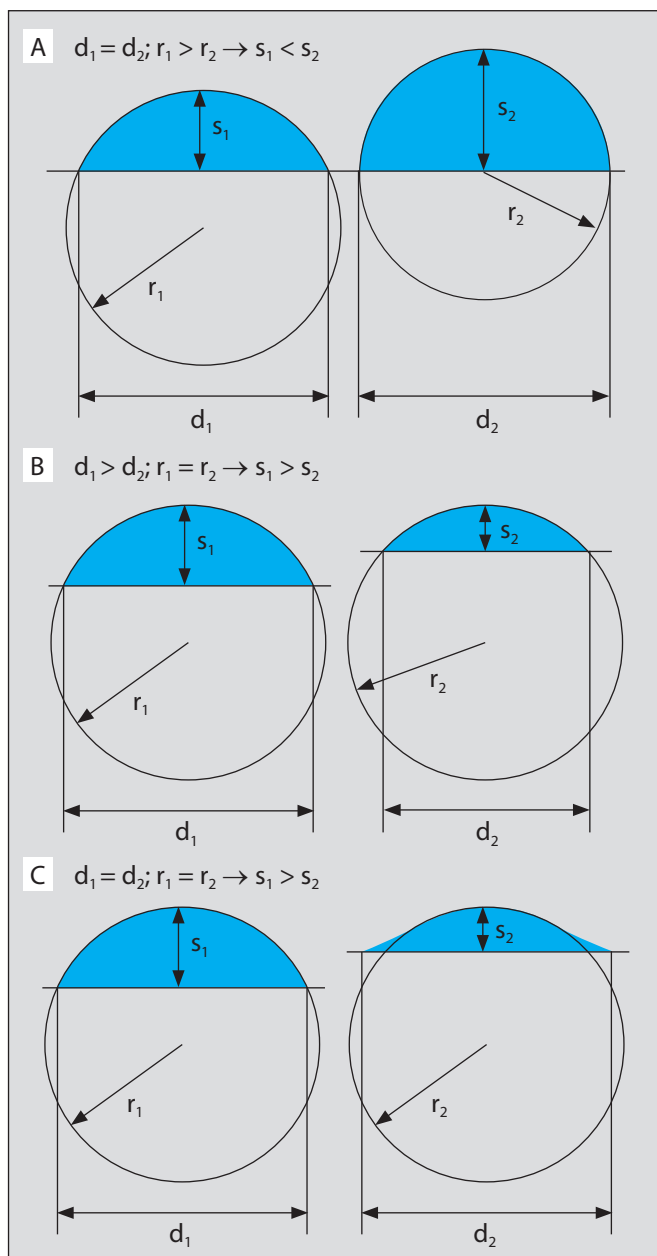 A d₁ = d₂; r₁ > r₂ → s₁ < s₂
s₁
s₂
r₁
r₂
d₁
d₂
B d₁ > d₂; r₁ = r₂ → s₁ > s₂
s₁
s₂
r₁
r₂
d₁
d₂
C d₁ = d₂; r₁ = r₂ → s₁ > s₂
s₁
s₂
r₁
r₂
d₁
d₂